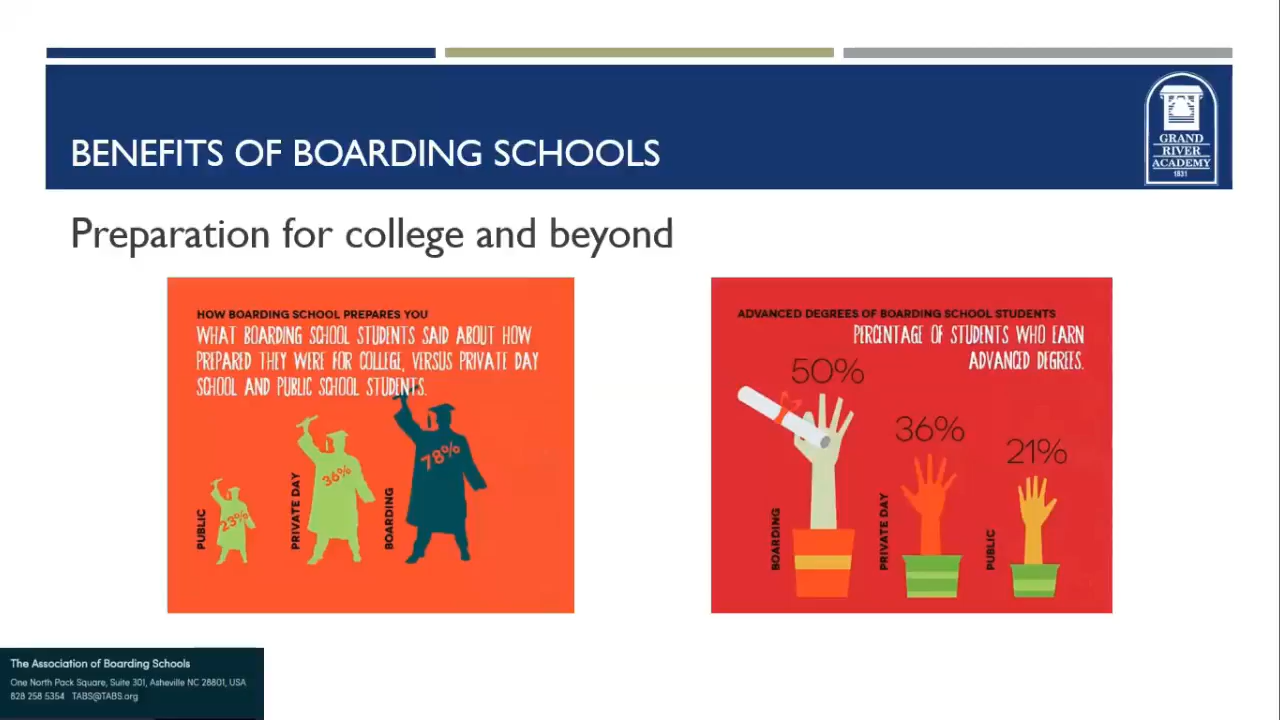 BENEFITS OF BOARDING SCHOOLS
GRAND
RIVER
ACADEMY
1831
Preparation for college and beyond
HOW BOARDING SCHOOL PREPARES YOU
WHAT BOARDING SCHOOL STUDENTS SAID ABOUT HOW
PREPARED THEY WERE FOR COLLEGE, VERSUS PRIVATE DAY
SCHOOL AND PUBLIC SCHOOL STUDENTS.
PUBLIC
23%
PRIVATE DAY
36%
BOARDING
78%
ADVANCED DEGREES OF BOARDING SCHOOL STUDENTS
PERCENTAGE OF STUDENTS WHO EARN
ADVANCED DEGREES.
50%
BOARDING
36%
PRIVATE DAY
21%
PUBLIC
The Association of Boarding Schools
One North Pack Square, Suite 301, Asheville NC 28801, USA
828 258 5354 TABS@TABS.org